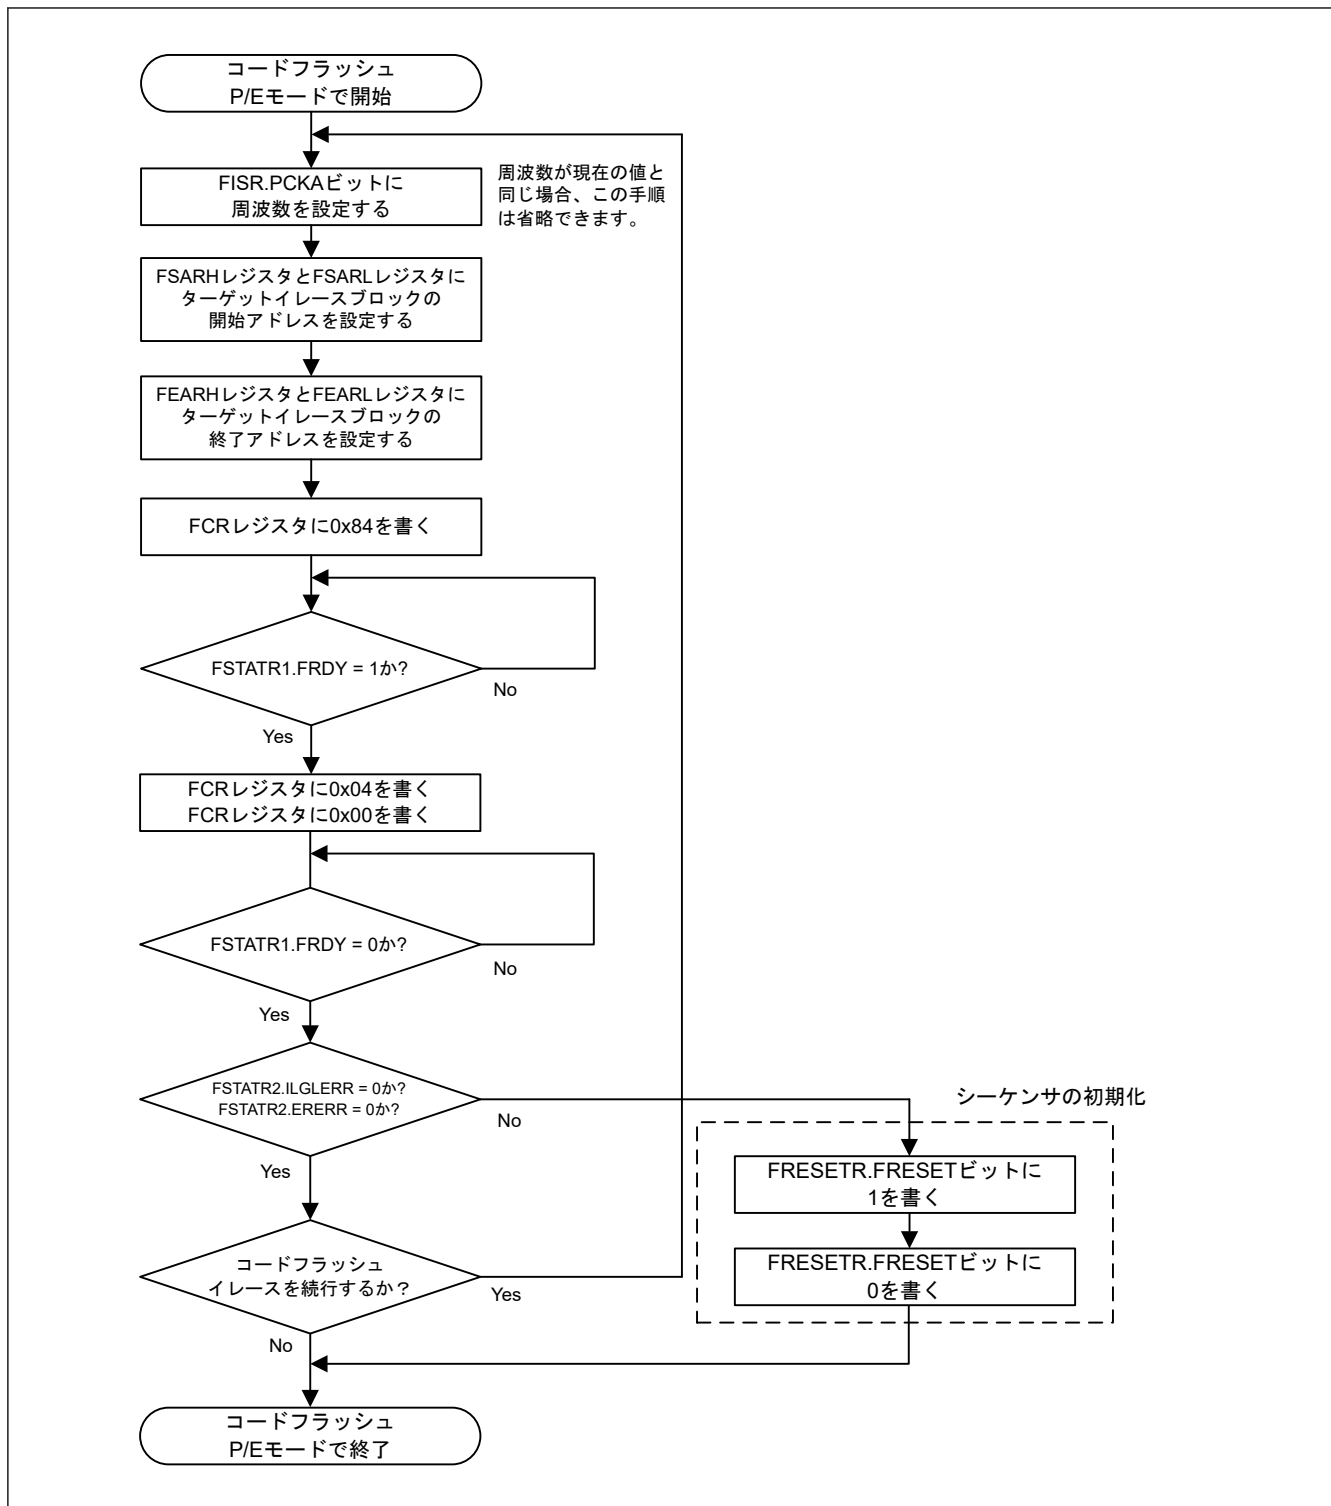 コードフラッシュ
P/Eモードで開始
FISR.PCKAビットに
周波数を設定する
周波数が現在の値と
同じ場合、この手順
は省略できます。
FSARHレジスタとFSARLレジスタに
ターゲットイレースブロックの
開始アドレスを設定する
FEARHレジスタとFEARLレジスタに
ターゲットイレースブロックの
終了アドレスを設定する
FCRレジスタに0x84を書く
FSTATR1.FRDY = 1か?
No
Yes
FCRレジスタに0x04を書く
FCRレジスタに0x00を書く
FSTATR1.FRDY = 0か?
No
Yes
FSTATR2.ILGLERR = 0か?
FSTATR2.ERERR = 0か?
No
Yes
シーケンサの初期化
FRESETR.FRESETビットに
1を書く
FRESETR.FRESETビットに
0を書く
コードフラッシュ
イレースを続行するか？
Yes
No
コードフラッシュ
P/Eモードで終了